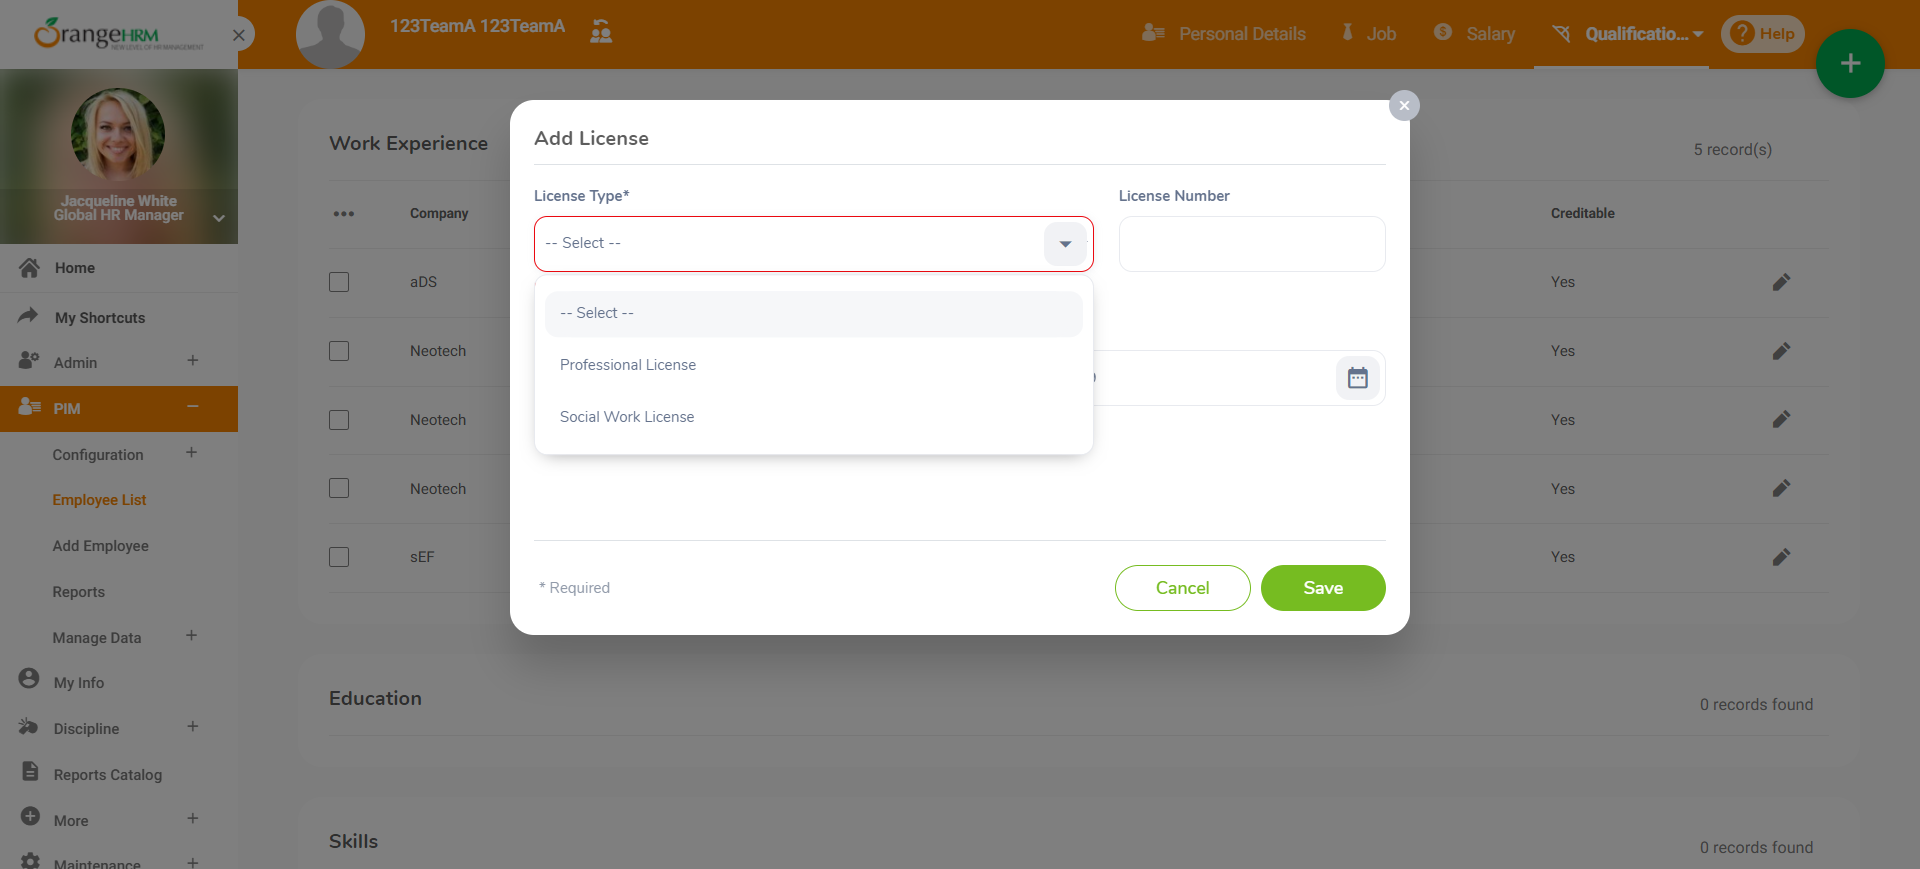 OrangeHRM
NEW LEVEL OF HR MANAGEMENT
123TeamA 123TeamA
Personal Details
Job
Salary
Qualificatio...
Help
Jacqueline White
Global HR Manager
Home
My Shortcuts
Admin
PIM
Configuration
Employee List
Add Employee
Reports
Manage Data
My Info
Discipline
Reports Catalog
More
Maintenance
Work Experience
5 record(s)
Company
Creditable
aDS
Yes
Neotech
Yes
Neotech
Yes
Neotech
Yes
sEF
Yes
Education
0 records found
Skills
0 records found
Add License
License Type*
License Number
-- Select --
-- Select --
Professional License
Social Work License
* Required
Cancel
Save